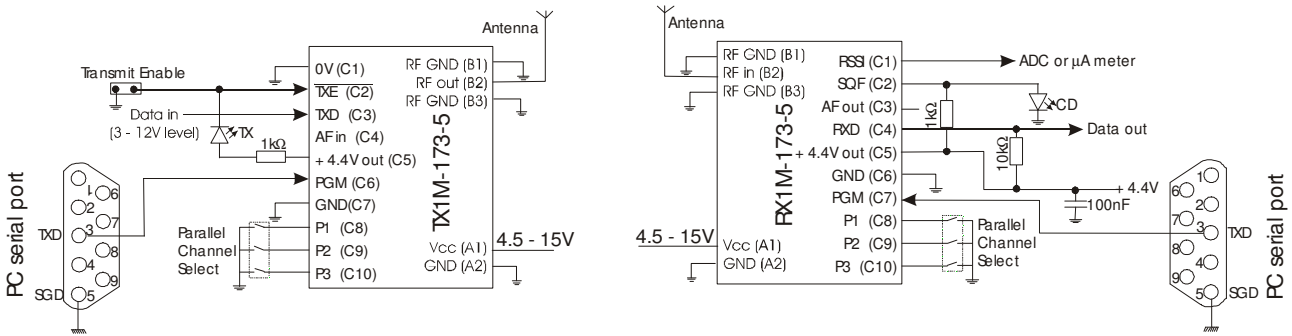 Antenna
Transmit Enable
Data in
(3 - 12V level)
TX
1kΩ
0V (C1)
TXE (C2)
TXD (C3)
AF in (C4)
+ 4.4V out (C5)
PGM (C6)
GND(C7)
P1 (C8)
P2 (C9)
P3 (C10)
RF GND (B1)
RF out (B2)
RF GND (B3)
TX1M-173-5
Vcc (A1)
GND (A2)
4.5 - 15V
Parallel
Channel
Select
PC serial port
TXD
SGD
1
2
3
4
5
6
7
8
9
Antenna
RF GND (B1)
RF in (B2)
RF GND (B3)
RX1M-173-5
4.5 - 15V
Vcc (A1)
GND (A2)
RSSI (C1)
SQF (C2)
AF out (C3)
RXD (C4)
+ 4.4V out (C5)
GND (C6)
PGM (C7)
P1 (C8)
P2 (C9)
P3 (C10)
ADC or µA meter
1kΩ
CD
Data out
10kΩ
+ 4.4V
100nF
Parallel
Channel
Select
1
2
3
4
5
6
7
8
9
TXD
SGD
PC serial port